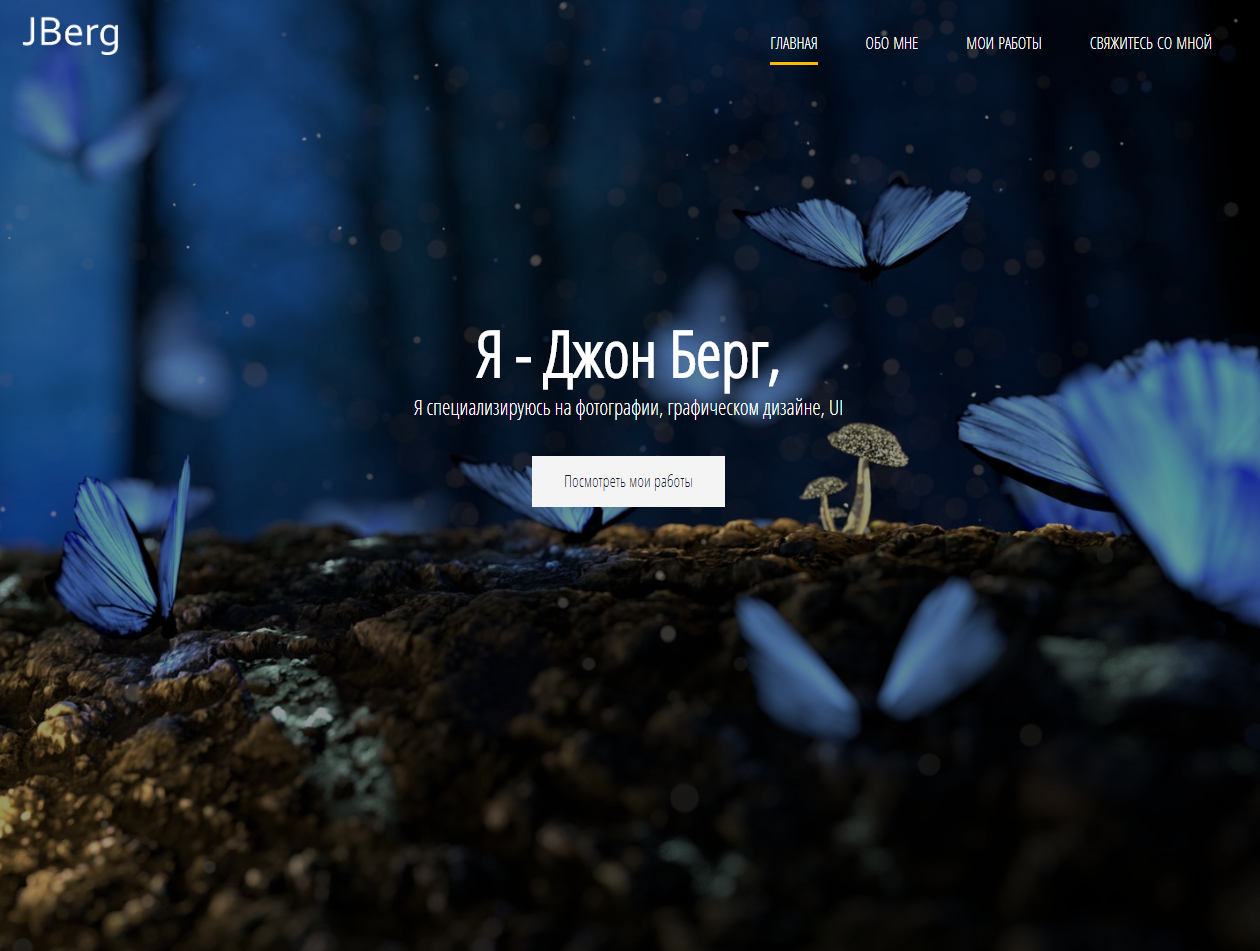 JBerg
ГЛАВНАЯ ОБО МНЕ МОИ РАБОТЫ СВЯЖИТЕСЬ СО МНОЙ
Я - Джон Берг,
Я специализируюсь на фотографии, графическом дизайне, UI
Посмотреть мои работы